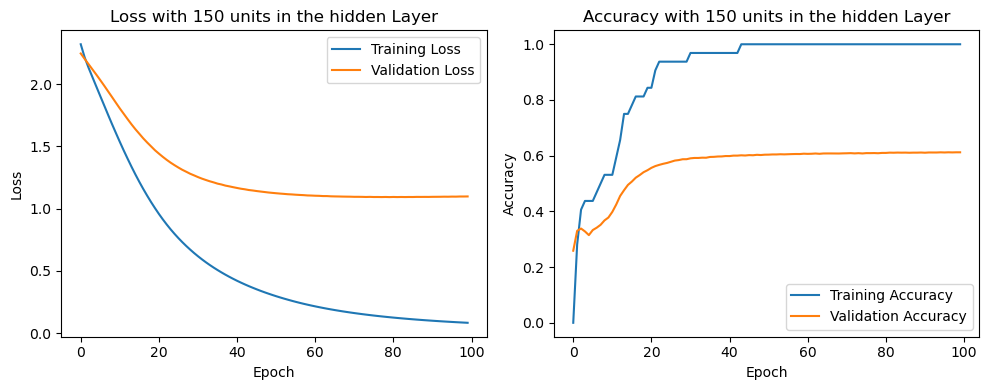 Loss with 150 units in the hidden Layer
Training Loss
Validation Loss
2.0
1.5
1.0
0.5
0.0
Loss
0
20
40
60
80
100
Epoch
Accuracy with 150 units in the hidden Layer
1.0
0.8
0.6
0.4
0.2
0.0
Accuracy
Training Accuracy
Validation Accuracy
0
20
40
60
80
100
Epoch